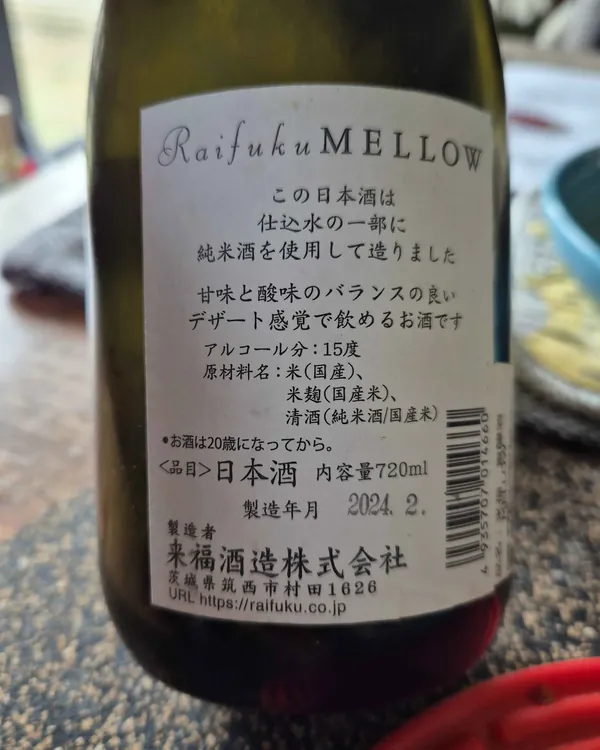 Raifuku MELLOW
この日本酒は
仕込水の一部に
純米酒を使用して造りました
甘味と酸味のバランスの良い
デザート感覚で飲めるお酒です
アルコール分：15度
原材料名：米(国産)、
米麹(国産米)、
清酒(純米酒/国産米)
•お酒は20歳になってから。
<品目>日本酒 内容量720ml
製造年月 2024. 2.
製造者
来福酒造株式会社
茨城県筑西市村田1626
URL https://raifuku.co.jp
4 935707 014660